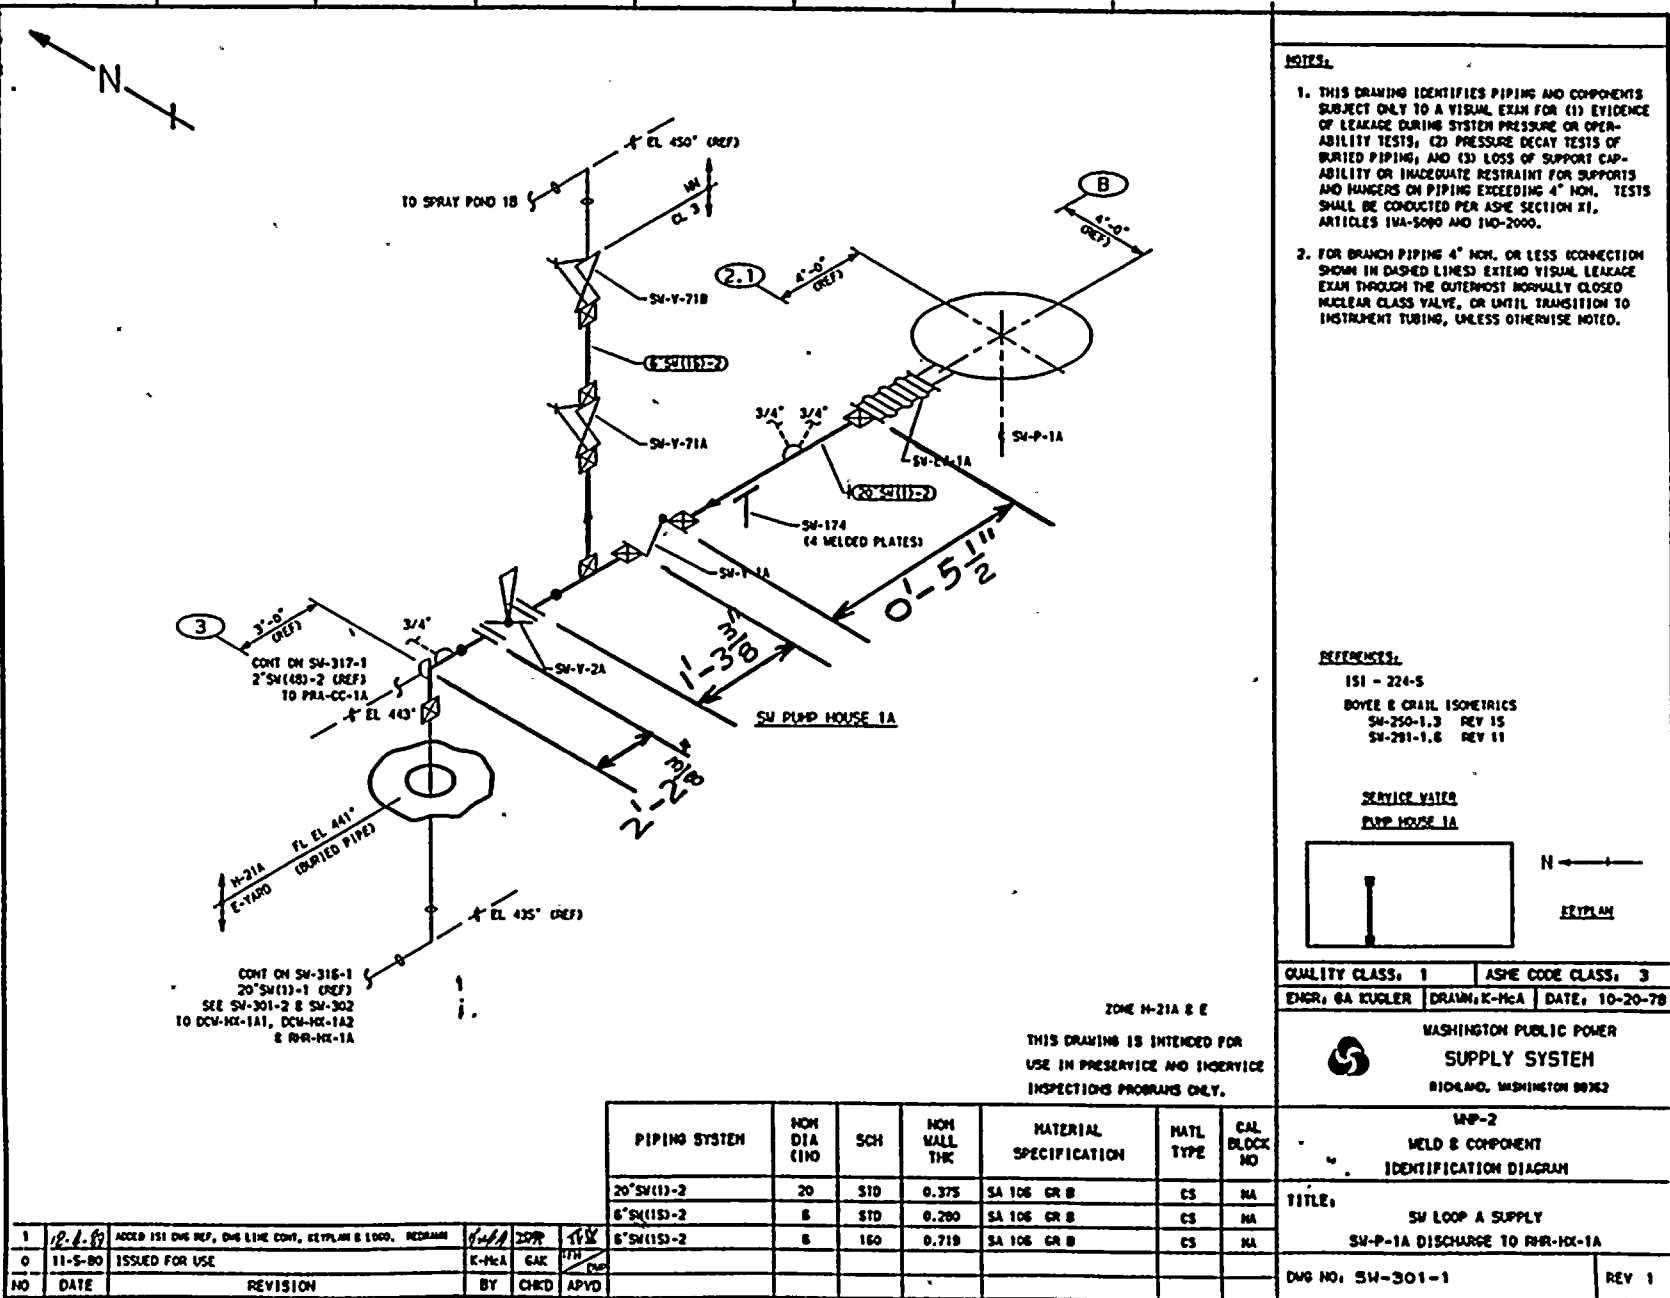 N
EL 450' (REF)
TO SPRAY POND 1B
CL 3
B
4'-0"
(REF)
2.1
4'-0"
(REF)
SW-V-71B
6"SW(15)-2
SW-V-71A
3/4" 3/4"
SW-P-1A
SW-EJ-1A
20"SW(1)-2
SW-174
(4 WELDED PLATES)
SW-V-1A
0'-5 1/2"
1'-3 3/8"
3
3'-0"
(REF)
3/4"
CONT ON SW-317-1
2"SW(48)-2 (REF)
TO PRA-CC-1A
EL 443'
SW-V-2A
SW PUMP HOUSE 1A
2'-2 3/8"
FL EL 441'
(BURIED PIPE)
H-21A
E-YARD
EL 435' (REF)
CONT ON SW-316-1
20"SW(1)-1 (REF)
SEE SW-301-2 & SW-302
TO DCW-HX-1A1, DCW-HX-1A2
& RHR-HX-1A
ZONE H-21A & E
THIS DRAWING IS INTENDED FOR
USE IN PRESERVICE AND INSERVICE
INSPECTIONS PROGRAMS ONLY.
NOTES:
1. THIS DRAWING IDENTIFIES PIPING AND COMPONENTS
SUBJECT ONLY TO A VISUAL EXAM FOR (1) EVIDENCE
OF LEAKAGE DURING SYSTEM PRESSURE OR OPER-
ABILITY TESTS, (2) PRESSURE DECAY TESTS OF
BURIED PIPING, AND (3) LOSS OF SUPPORT CAP-
ABILITY OR INADEQUATE RESTRAINT FOR SUPPORTS
AND HANGERS ON PIPING EXCEEDING 4" NOM. TESTS
SHALL BE CONDUCTED PER ASME SECTION XI,
ARTICLES IWA-5000 AND IWD-2000.
2. FOR BRANCH PIPING 4" NOM. OR LESS (CONNECTION
SHOWN IN DASHED LINES) EXTEND VISUAL LEAKAGE
EXAM THROUGH THE OUTERMOST NORMALLY CLOSED
NUCLEAR CLASS VALVE, OR UNTIL TRANSITION TO
INSTRUMENT TUBING, UNLESS OTHERWISE NOTED.
REFERENCES:
ISI - 224-5
BOVEE & CRAIL ISOMETRICS
SW-250-1.3 REV 15
SW-291-1.6 REV 11
SERVICE WATER
PUMP HOUSE 1A
N
KEYPLAN
QUALITY CLASS: 1 ASME CODE CLASS: 3
ENGR: GA KUGLER DRAWN: K-McA DATE: 10-20-78
WASHINGTON PUBLIC POWER
SUPPLY SYSTEM
RICHLAND, WASHINGTON 99352
WNP-2
WELD & COMPONENT
IDENTIFICATION DIAGRAM
TITLE:
SW LOOP A SUPPLY
SW-P-1A DISCHARGE TO RHR-HX-1A
DWG NO: SW-301-1 REV 1
PIPING SYSTEM NOM DIA (IN) SCH NOM WALL THK MATERIAL SPECIFICATION MATL TYPE CAL BLOCK NO
20"SW(1)-2 20 STD 0.375 SA 106 GR B CS NA
6"SW(15)-2 6 STD 0.280 SA 106 GR B CS NA
6"SW(15)-2 6 160 0.719 SA 106 GR B CS NA
1 ADDED ISI DWG REF, DWG LINE CONT, KEYPLAN & LOGO. REDRAWN
0 11-5-80 ISSUED FOR USE K-McA GAK
NO DATE REVISION BY CHKD APVD